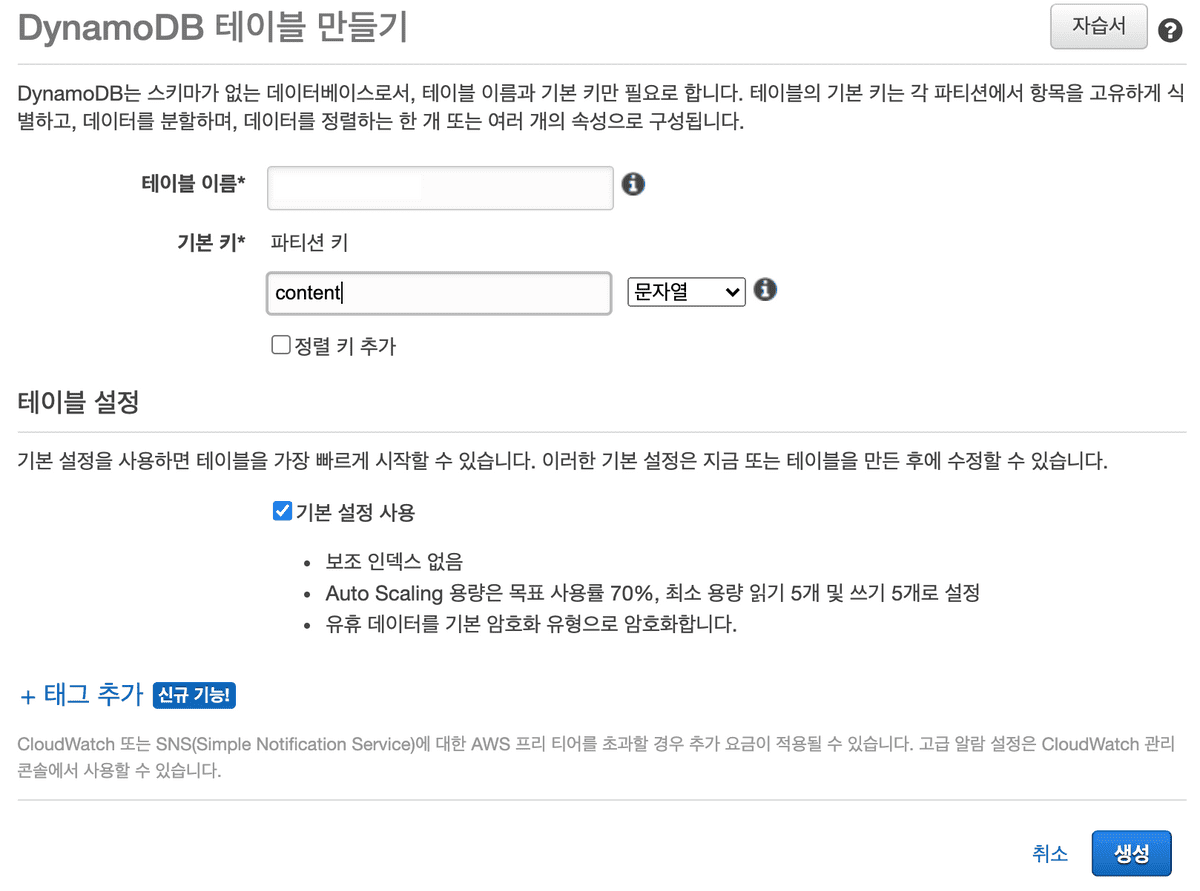 DynamoDB 테이블 만들기
자습서
DynamoDB는 스키마가 없는 데이터베이스로서, 테이블 이름과 기본 키만 필요로 합니다. 테이블의 기본 키는 각 파티션에서 항목을 고유하게 식
별하고, 데이터를 분할하며, 데이터를 정렬하는 한 개 또는 여러 개의 속성으로 구성됩니다.
테이블 이름*
기본 키* 파티션 키
content 문자열
정렬 키 추가
테이블 설정
기본 설정을 사용하면 테이블을 가장 빠르게 시작할 수 있습니다. 이러한 기본 설정은 지금 또는 테이블을 만든 후에 수정할 수 있습니다.
기본 설정 사용
• 보조 인덱스 없음
• Auto Scaling 용량은 목표 사용률 70%, 최소 용량 읽기 5개 및 쓰기 5개로 설정
• 유휴 데이터를 기본 암호화 유형으로 암호화합니다.
+ 태그 추가 신규 기능!
CloudWatch 또는 SNS(Simple Notification Service)에 대한 AWS 프리 티어를 초과할 경우 추가 요금이 적용될 수 있습니다. 고급 알람 설정은 CloudWatch 관리
콘솔에서 사용할 수 있습니다.
취소 생성